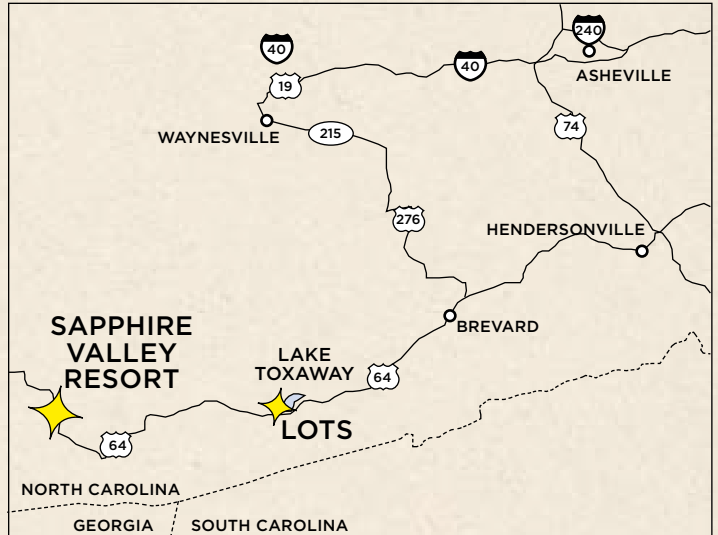 240
40
40
ASHEVILLE
19
74
WAYNESVILLE
215
276
HENDERSONVILLE
BREVARD
SAPPHIRE
VALLEY
RESORT
LAKE
TOXAWAY
64
LOTS
64
NORTH CAROLINA
GEORGIA
SOUTH CAROLINA